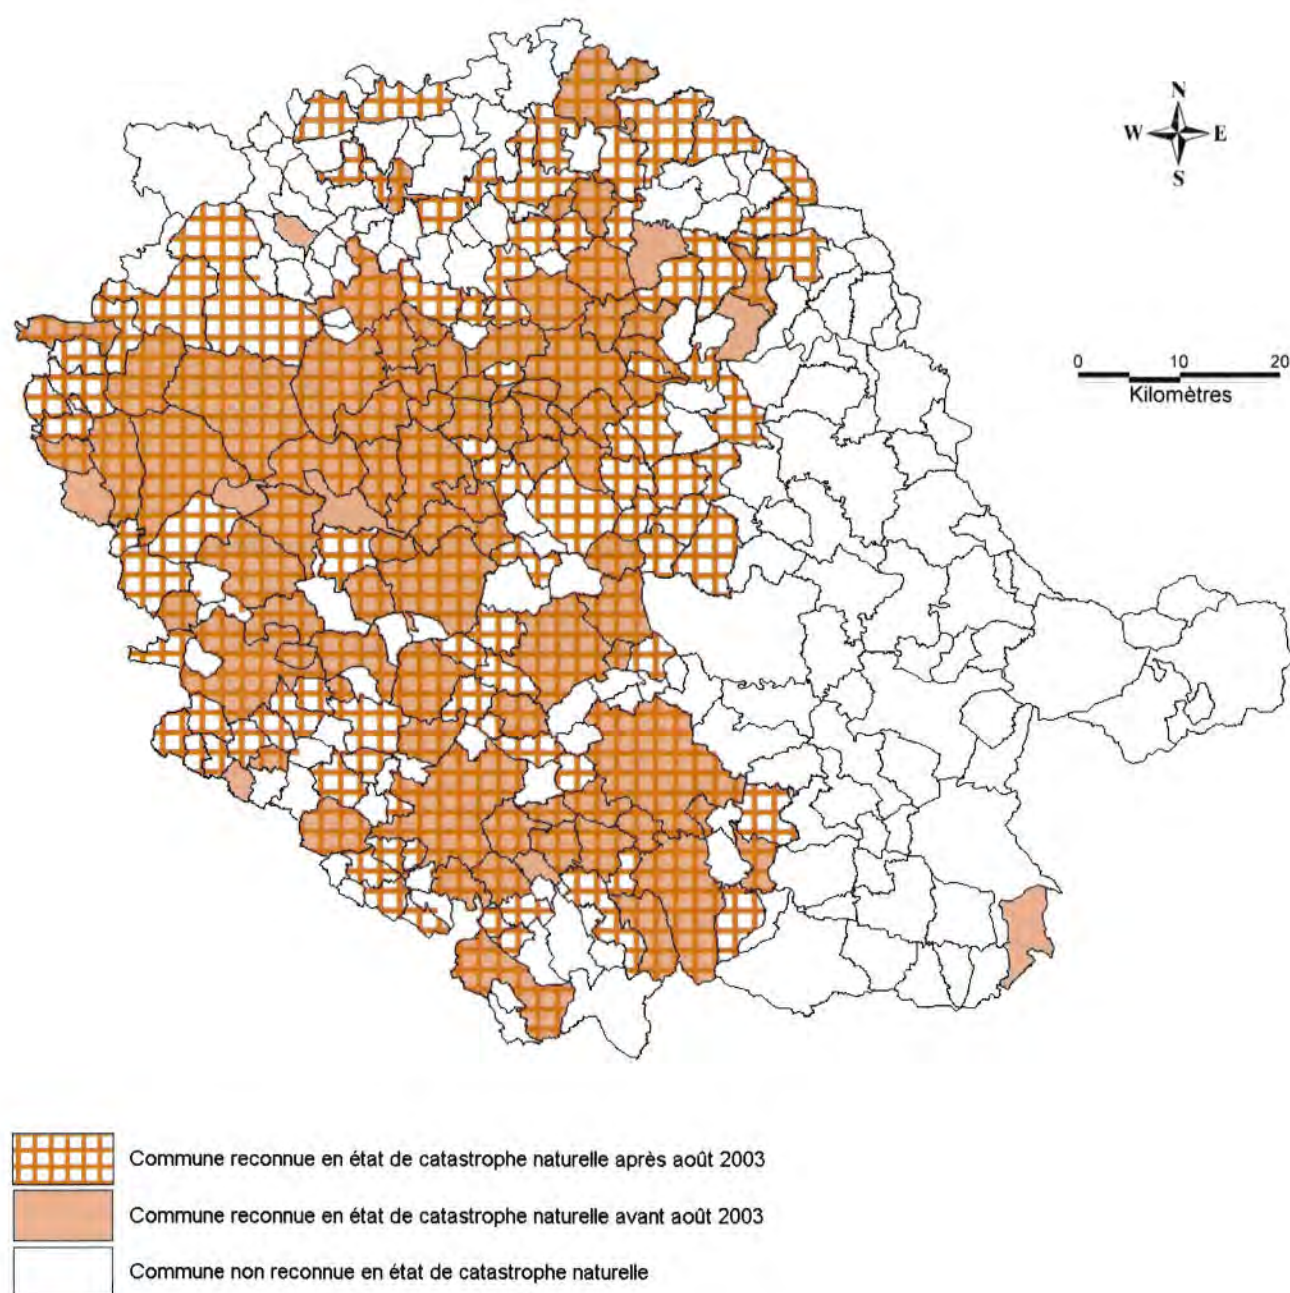 N
W E
S
0 10 20
Kilomètres
Commune reconnue en état de catastrophe naturelle après août 2003
Commune reconnue en état de catastrophe naturelle avant août 2003
Commune non reconnue en état de catastrophe naturelle